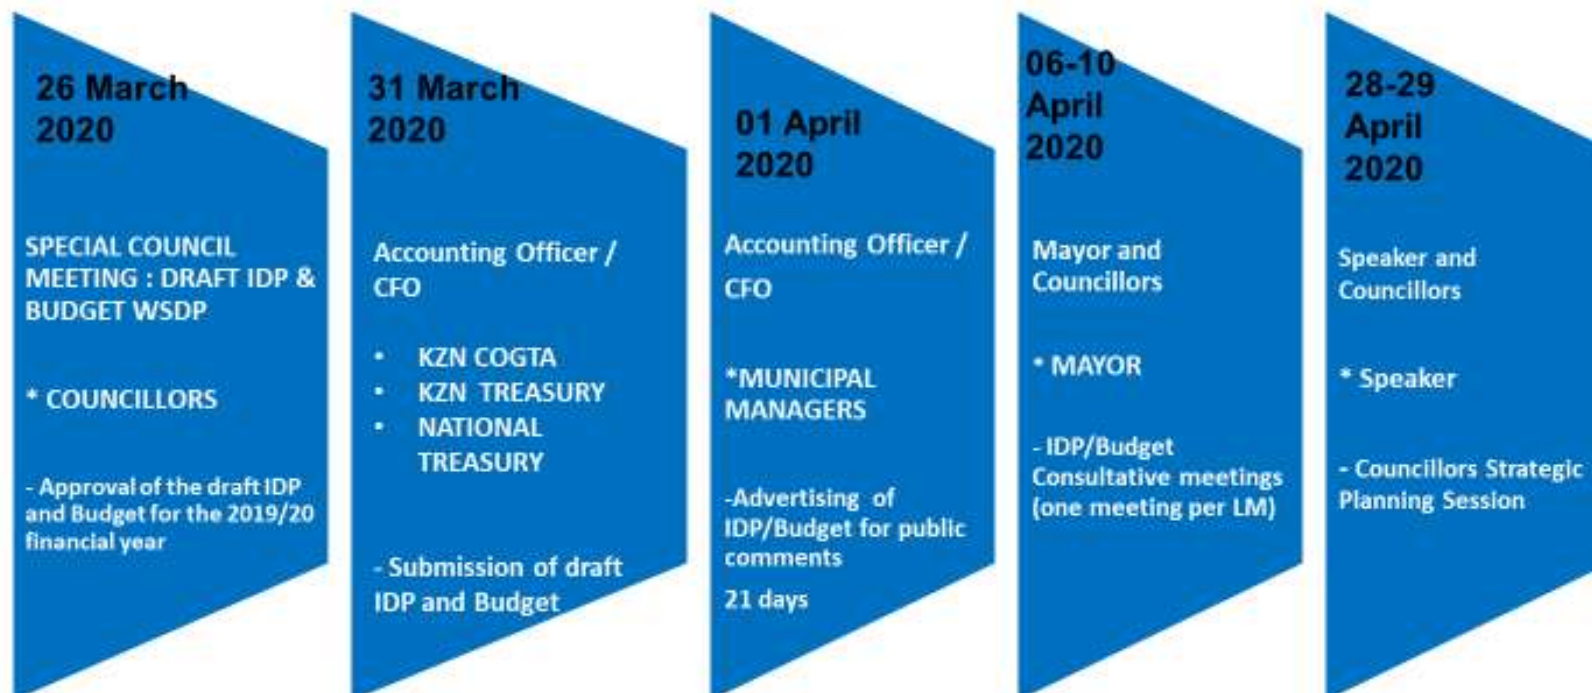 26 March
2020
SPECIAL COUNCIL
MEETING : DRAFT IDP &
BUDGET WSDP
* COUNCILLORS
- Approval of the draft IDP
and Budget for the 2019/20
financial year
31 March
2020
Accounting Officer /
CFO
• KZN COGTA
• KZN TREASURY
• NATIONAL
TREASURY
- Submission of draft
IDP and Budget
01 April
2020
Accounting Officer /
CFO
*MUNICIPAL
MANAGERS
-Advertising of
IDP/Budget for public
comments
21 days
06-10
April
2020
Mayor and
Councillors
* MAYOR
- IDP/Budget
Consultative meetings
(one meeting per LM)
28-29
April
2020
Speaker and
Councillors
* Speaker
- Councillors Strategic
Planning Session